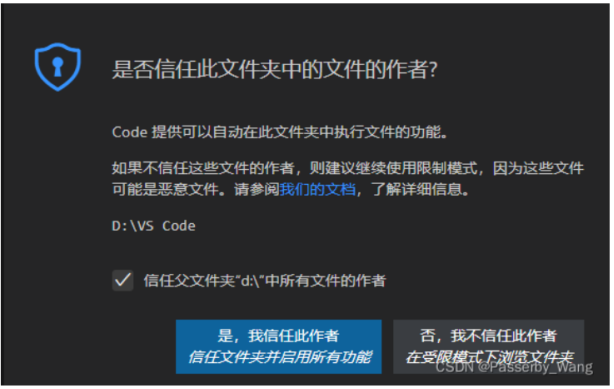 是否信任此文件夹中的文件的作者?
Code 提供可以自动在此文件夹中执行文件的功能。
如果不信任这些文件的作者，则建议继续使用限制模式，因为这些文件
可能是恶意文件。请参阅我们的文档，了解详细信息。
D:\VS Code
信任父文件夹"d:\"中所有文件的作者
是，我信任此作者
信任文件夹并启用所有功能
否，我不信任此作者
在受限模式下浏览文件夹
CSDN @Passerby_Wang